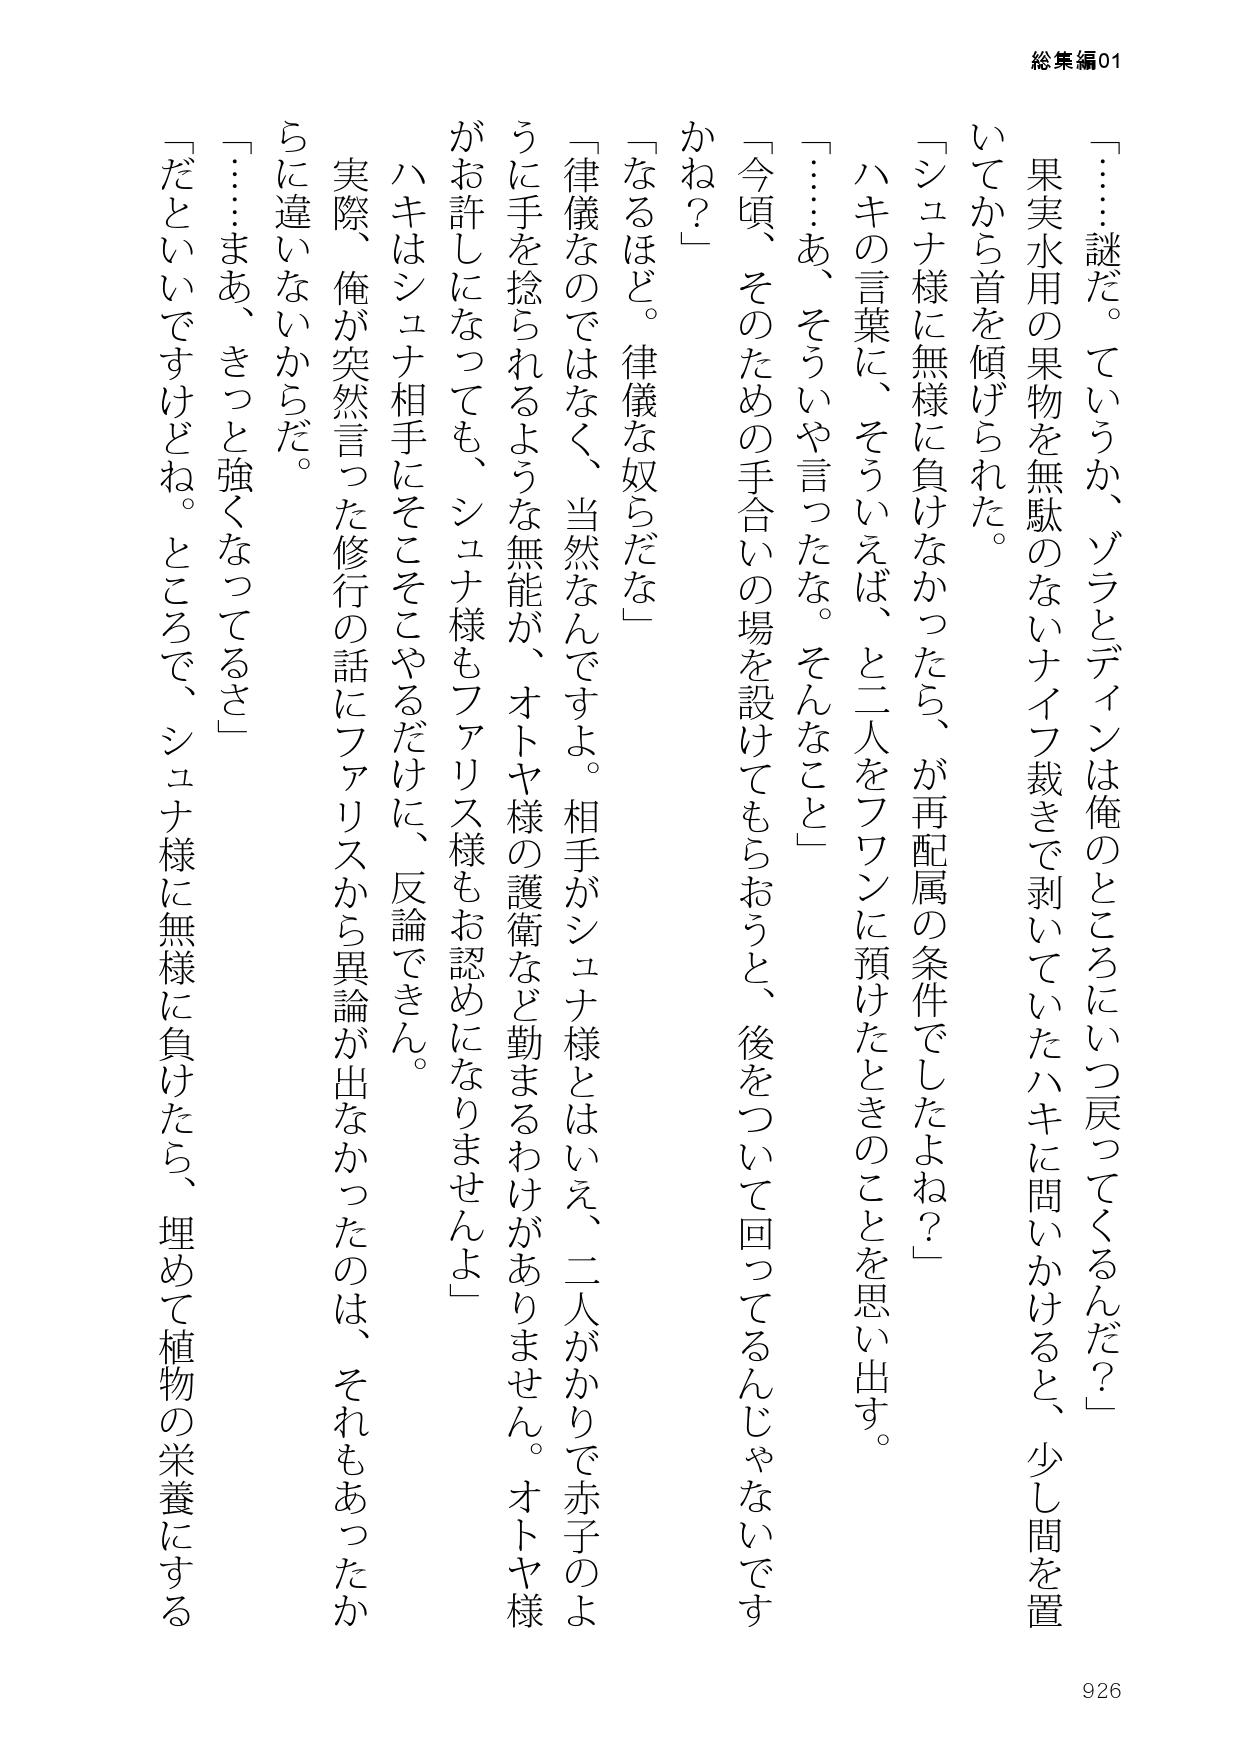 総集編01
「……謎だ。ていうか、ゾラとディンは俺のところにいつ戻ってくるんだ？」
果実水用の果物を無駄のないナイフ裁きで剥いていたハキに問いかけると、少し間を置
いてから首を傾げられた。
「シュナ様に無様に負けなかったら、が再配属の条件でしたよね？」
ハキの言葉に、そういえば、と二人をフワンに預けたときのことを思い出す。
「……あ、そういや言ったな。そんなこと」
「今頃、そのための手合いの場を設けてもらおうと、後をついて回ってるんじゃないです
かね？」
「なるほど。律儀な奴らだな」
「律儀なのではなく、当然なんですよ。相手がシュナ様とはいえ、二人がかりで赤子のよ
うに手を捻られるような無能が、オトヤ様の護衛など勤まるわけがありません。オトヤ様
がお許しになっても、シュナ様もファリス様もお認めになりませんよ」
ハキはシュナ相手にそこそこやるだけに、反論できん。
実際、俺が突然言った修行の話にファリスから異論が出なかったのは、それもあったか
らに違いないからだ。
「……まあ、きっと強くなってるさ」
「だといいですけどね。ところで、シュナ様に無様に負けたら、埋めて植物の栄養にする
926